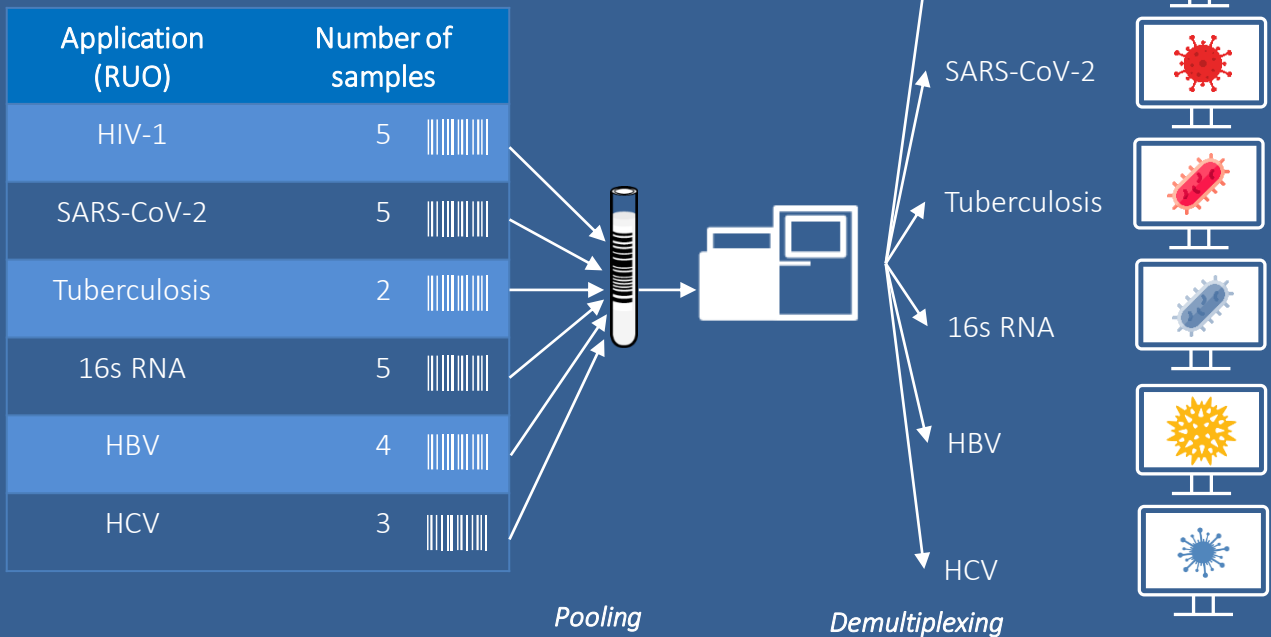 Application (RUO)
Number of samples
HIV-1 5
SARS-CoV-2 5
Tuberculosis 2
16s RNA 5
HBV 4
HCV 3
SARS-CoV-2
Tuberculosis
16s RNA
HBV
HCV
Pooling
Demultiplexing